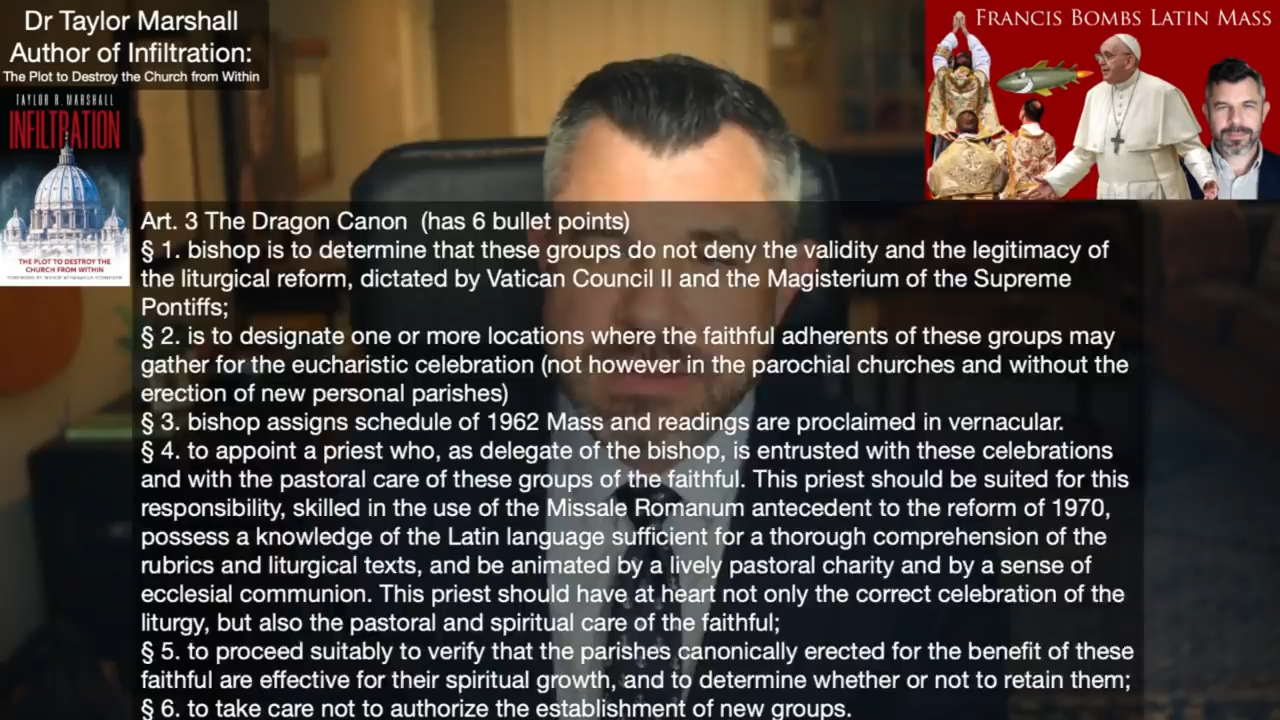 Dr Taylor Marshall
Author of Infiltration:
The Plot to Destroy the Church from Within
TAYLOR R. MARSHALL
INFILTRATION
THE PLOT TO DESTROY THE
CHURCH FROM WITHIN
FRANCIS BOMBS LATIN MASS
Art. 3 The Dragon Canon (has 6 bullet points)
§ 1. bishop is to determine that these groups do not deny the validity and the legitimacy of
the liturgical reform, dictated by Vatican Council II and the Magisterium of the Supreme
Pontiffs;
§ 2. is to designate one or more locations where the faithful adherents of these groups may
gather for the eucharistic celebration (not however in the parochial churches and without the
erection of new personal parishes)
§ 3. bishop assigns schedule of 1962 Mass and readings are proclaimed in vernacular.
§ 4. to appoint a priest who, as delegate of the bishop, is entrusted with these celebrations
and with the pastoral care of these groups of the faithful. This priest should be suited for this
responsibility, skilled in the use of the Missale Romanum antecedent to the reform of 1970,
possess a knowledge of the Latin language sufficient for a thorough comprehension of the
rubrics and liturgical texts, and be animated by a lively pastoral charity and by a sense of
ecclesial communion. This priest should have at heart not only the correct celebration of the
liturgy, but also the pastoral and spiritual care of the faithful;
§ 5. to proceed suitably to verify that the parishes canonically erected for the benefit of these
faithful are effective for their spiritual growth, and to determine whether or not to retain them;
§ 6. to take care not to authorize the establishment of new groups.